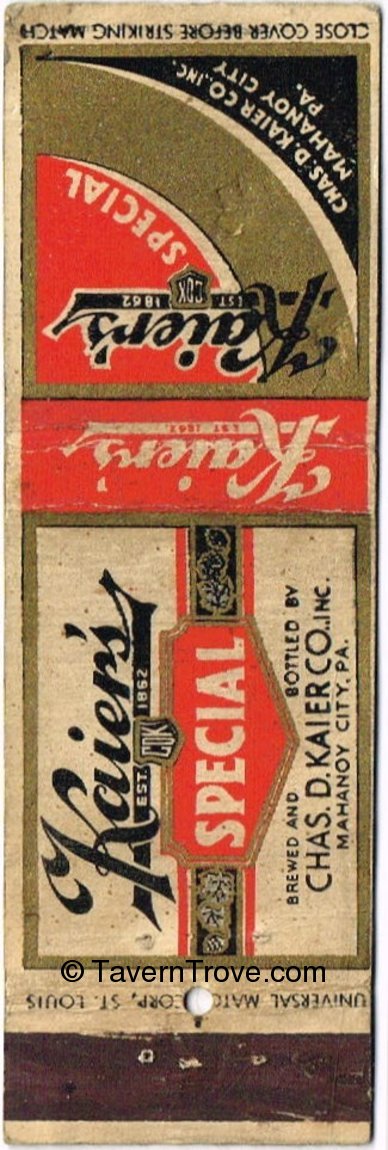 CLOSE COVER BEFORE STRIKING MATCH
CHAS. D. KAIER CO., INC.
MAHANOY CITY
PA.
SPECIAL
Kaier's
EST. CDK 1862
Kaier's
EST. 1862
Kaier's
EST. CDK 1862
SPECIAL
BREWED AND BOTTLED BY
CHAS. D. KAIER CO., INC.
MAHANOY CITY, PA.
© TavernTrove.com
UNIVERSAL MATCH CORP., ST. LOUIS